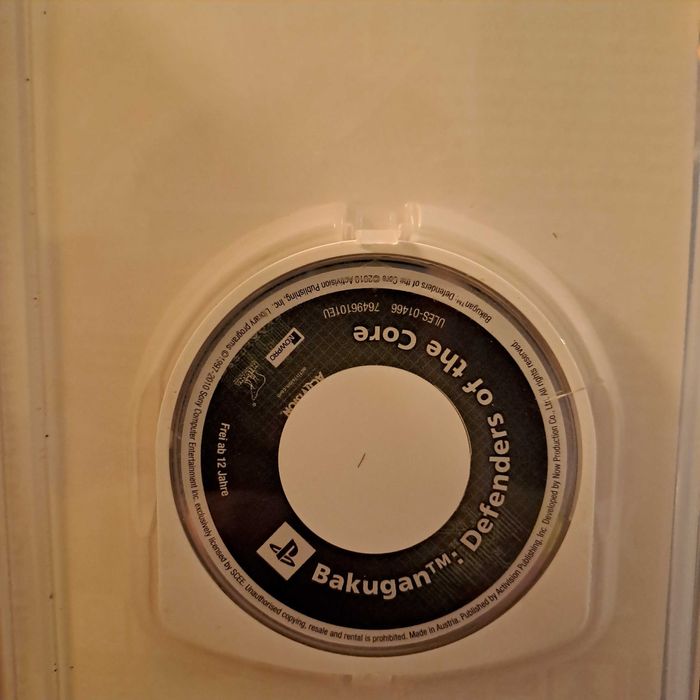 Bakugan™: Defenders of the Core
ULES-01466 76496101EU
NOWPRO
ACTIVISION
Frei ab 12 Jahre
Bakugan™: Defenders of the Core ©2010 Activision Publishing, Inc. Library programs ©1997-2010 Sony Computer Entertainment Inc. exclusively licensed by SCEE. Unauthorised copying, resale and rental is prohibited. Made in Austria. Published by Activision Publishing, Inc. Developed by Now Production Co., Ltd. All rights reserved.